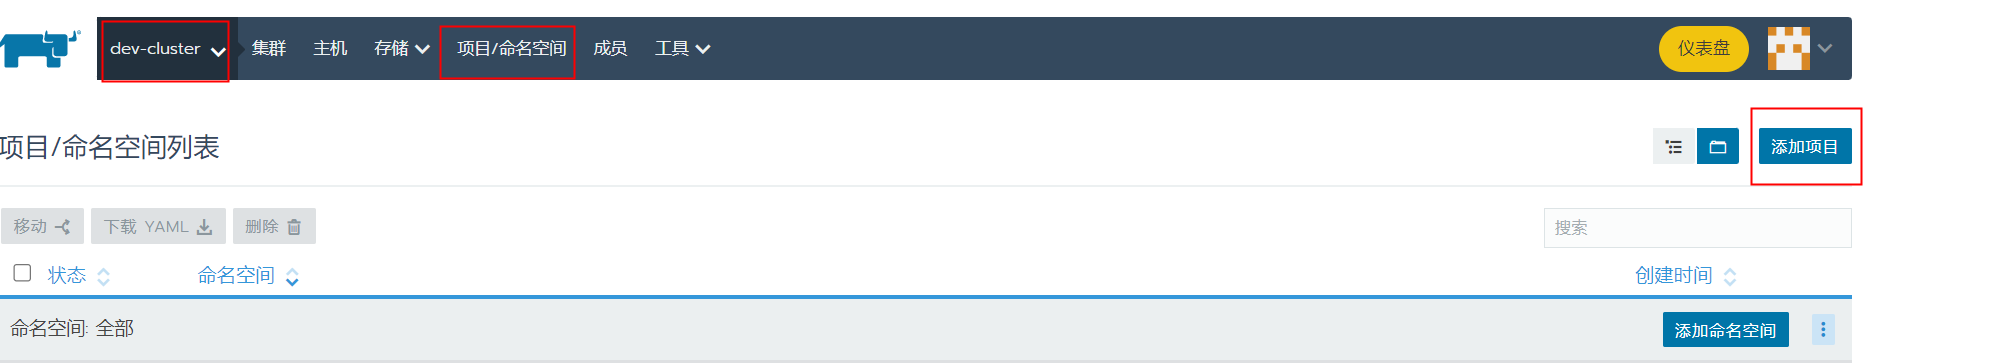 dev-cluster 集群 主机 存储 项目/命名空间 成员 工具 仪表盘
项目/命名空间列表 添加项目
移动 下载 YAML 删除 搜索
状态 命名空间 创建时间
命名空间: 全部 添加命名空间